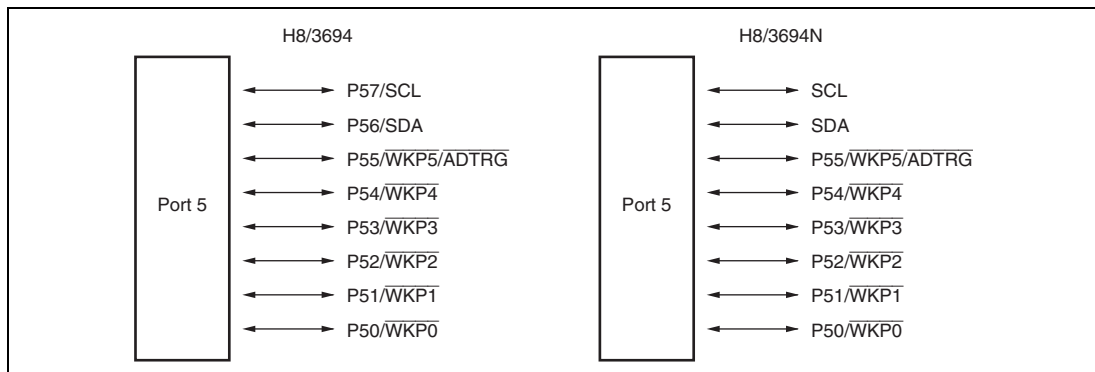 H8/3694
Port 5
P57/SCL
P56/SDA
P55/WKP5/ADTRG
P54/WKP4
P53/WKP3
P52/WKP2
P51/WKP1
P50/WKP0
H8/3694N
Port 5
SCL
SDA
P55/WKP5/ADTRG
P54/WKP4
P53/WKP3
P52/WKP2
P51/WKP1
P50/WKP0